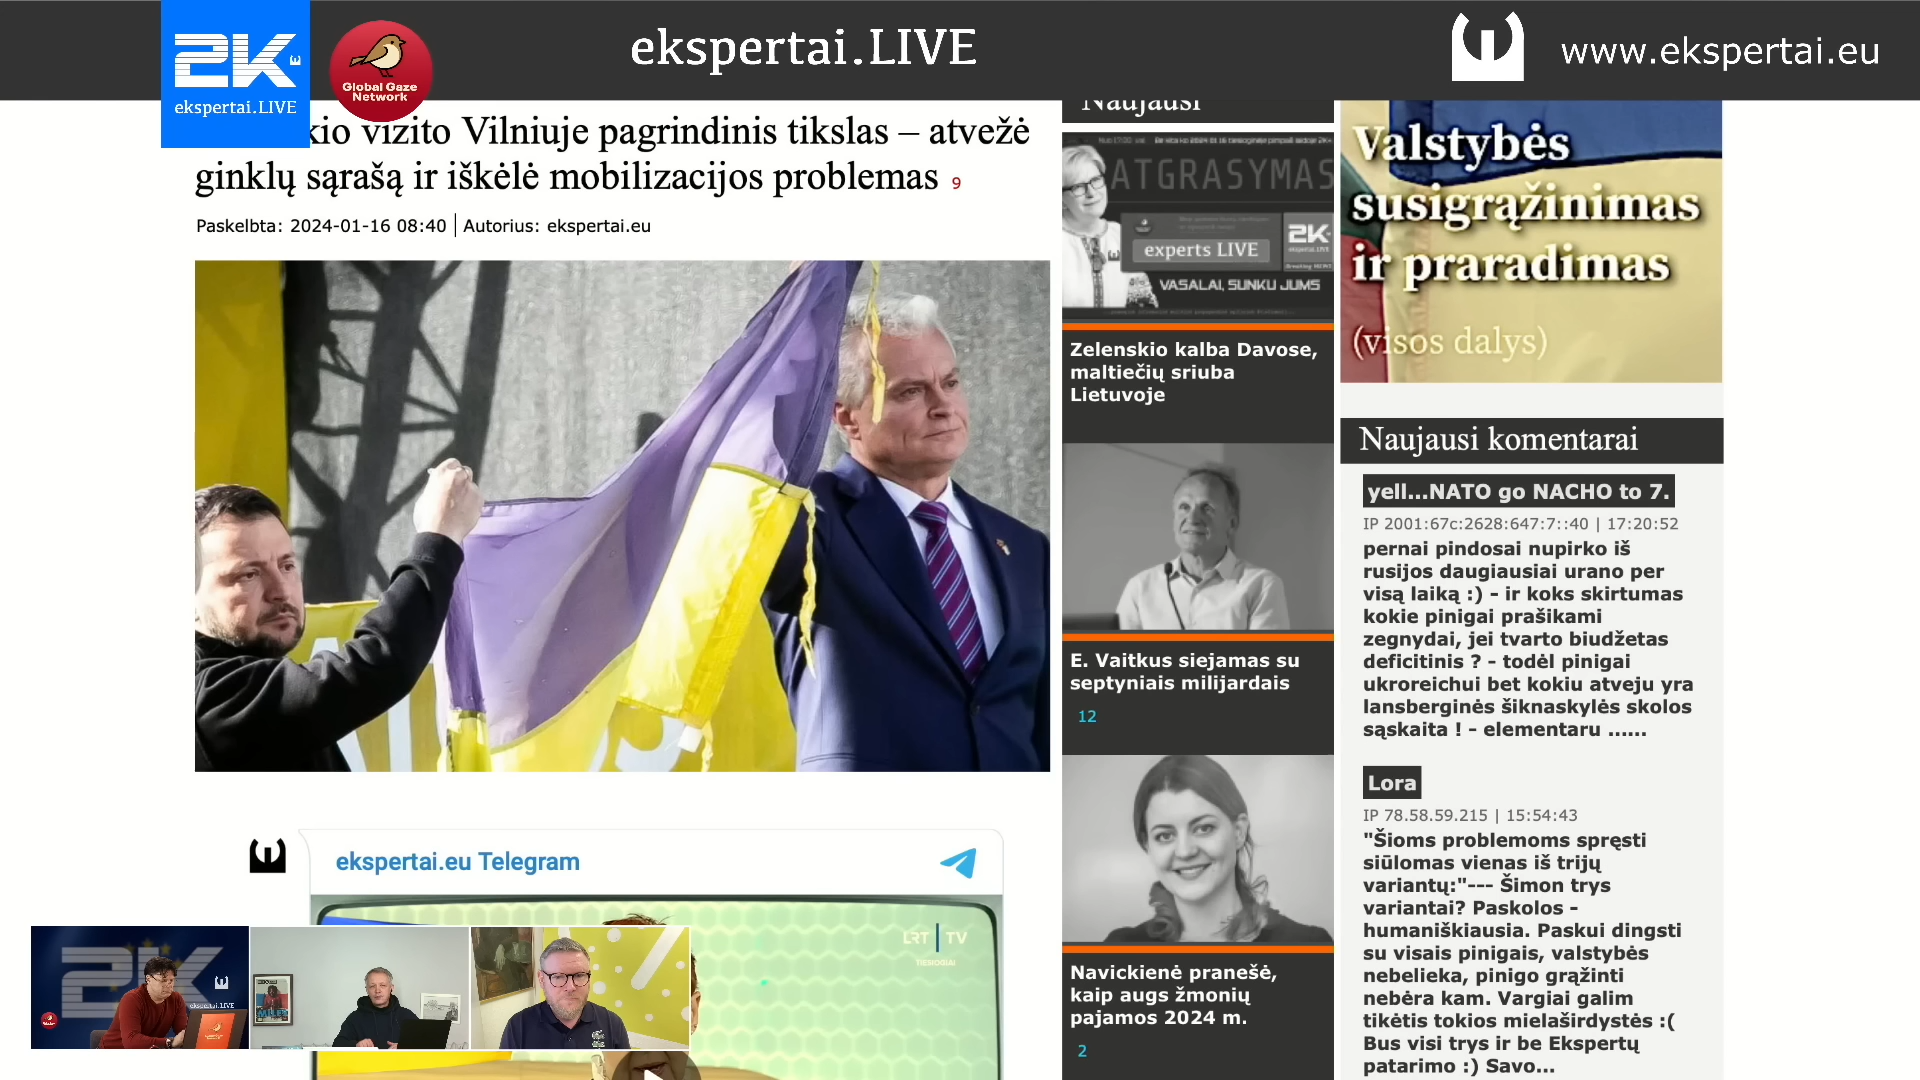 2K
ekspertai.LIVE
Global Gaze
Network
ekspertai.LIVE
www.ekspertai.eu
kio vizito Vilniuje pagrindinis tikslas – atvežė
ginklų sąrašą ir iškėlė mobilizacijos problemas 9
Paskelbta: 2024-01-16 08:40 | Autorius: ekspertai.eu
ekspertai.eu Telegram
LRT | TV
TIESIOGIAI
2K
ekspertai.LIVE
Naujausi
ATGRASYMAS
experts LIVE
2K
VASALAI, SUNKU JUMS
Zelenskio kalba Davose,
maltiečių sriuba
Lietuvoje
E. Vaitkus siejamas su
septyniais milijardais
12
Navickienė pranešė,
kaip augs žmonių
pajamos 2024 m.
2
Valstybės
susigrąžinimas
ir praradimas
(visos dalys)
Naujausi komentarai
yell...NATO go NACHO to 7.
IP 2001:67c:2628:647:7::40 | 17:20:52
pernai pindosai nupirko iš
rusijos daugiausiai urano per
visą laiką :) - ir koks skirtumas
kokie pinigai prašikami
zegnydai, jei tvarto biudžetas
deficitinis ? - todėl pinigai
ukroreichui bet kokiu atveju yra
lansberginės šiknaskylės skolos
sąskaita ! - elementaru ......
Lora
IP 78.58.59.215 | 15:54:43
"Šioms problemoms spręsti
siūlomas vienas iš trijų
variantų:"--- Šimon trys
variantai? Paskolos -
humaniškiausia. Paskui dingsti
su visais pinigais, valstybės
nebelieka, pinigo grąžinti
nebėra kam. Vargiai galim
tikėtis tokios mielaširdystės :(
Bus visi trys ir be Ekspertų
patarimo :) Savo...